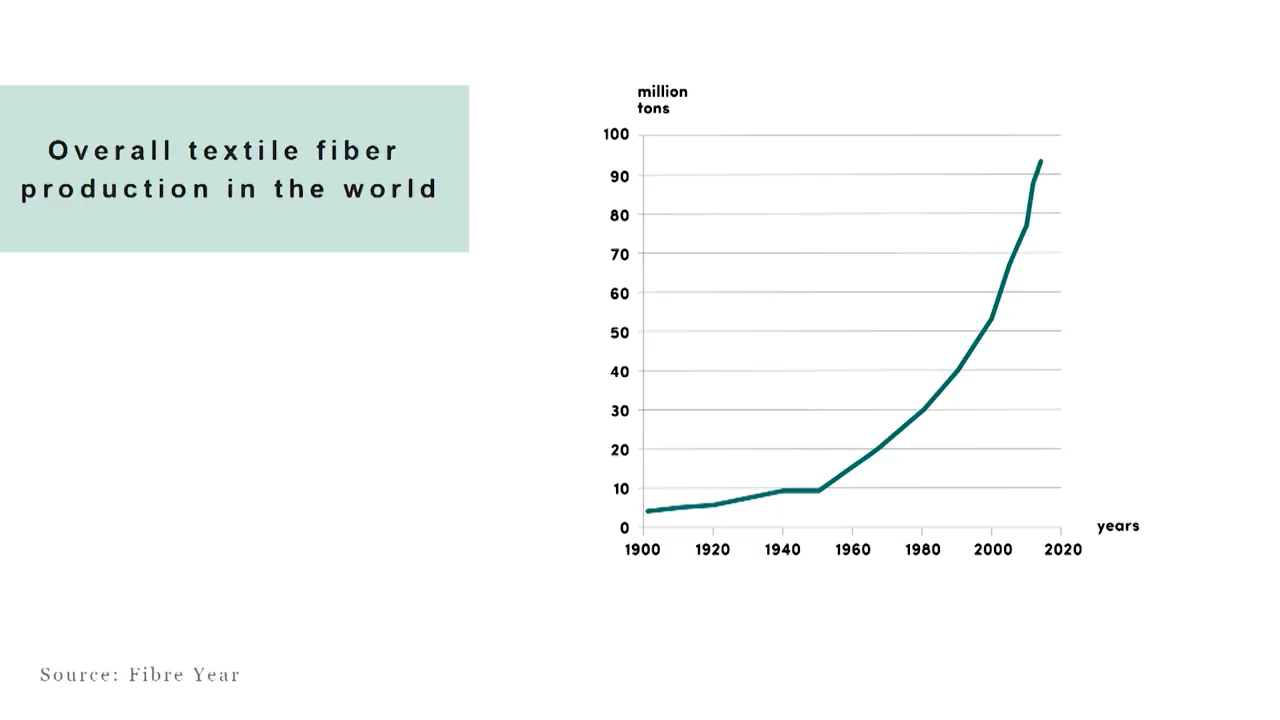 Overall textile fiber
production in the world
million
tons
100
90
80
70
60
50
40
30
20
10
0
years
1900 1920 1940 1960 1980 2000 2020
Source: Fibre Year